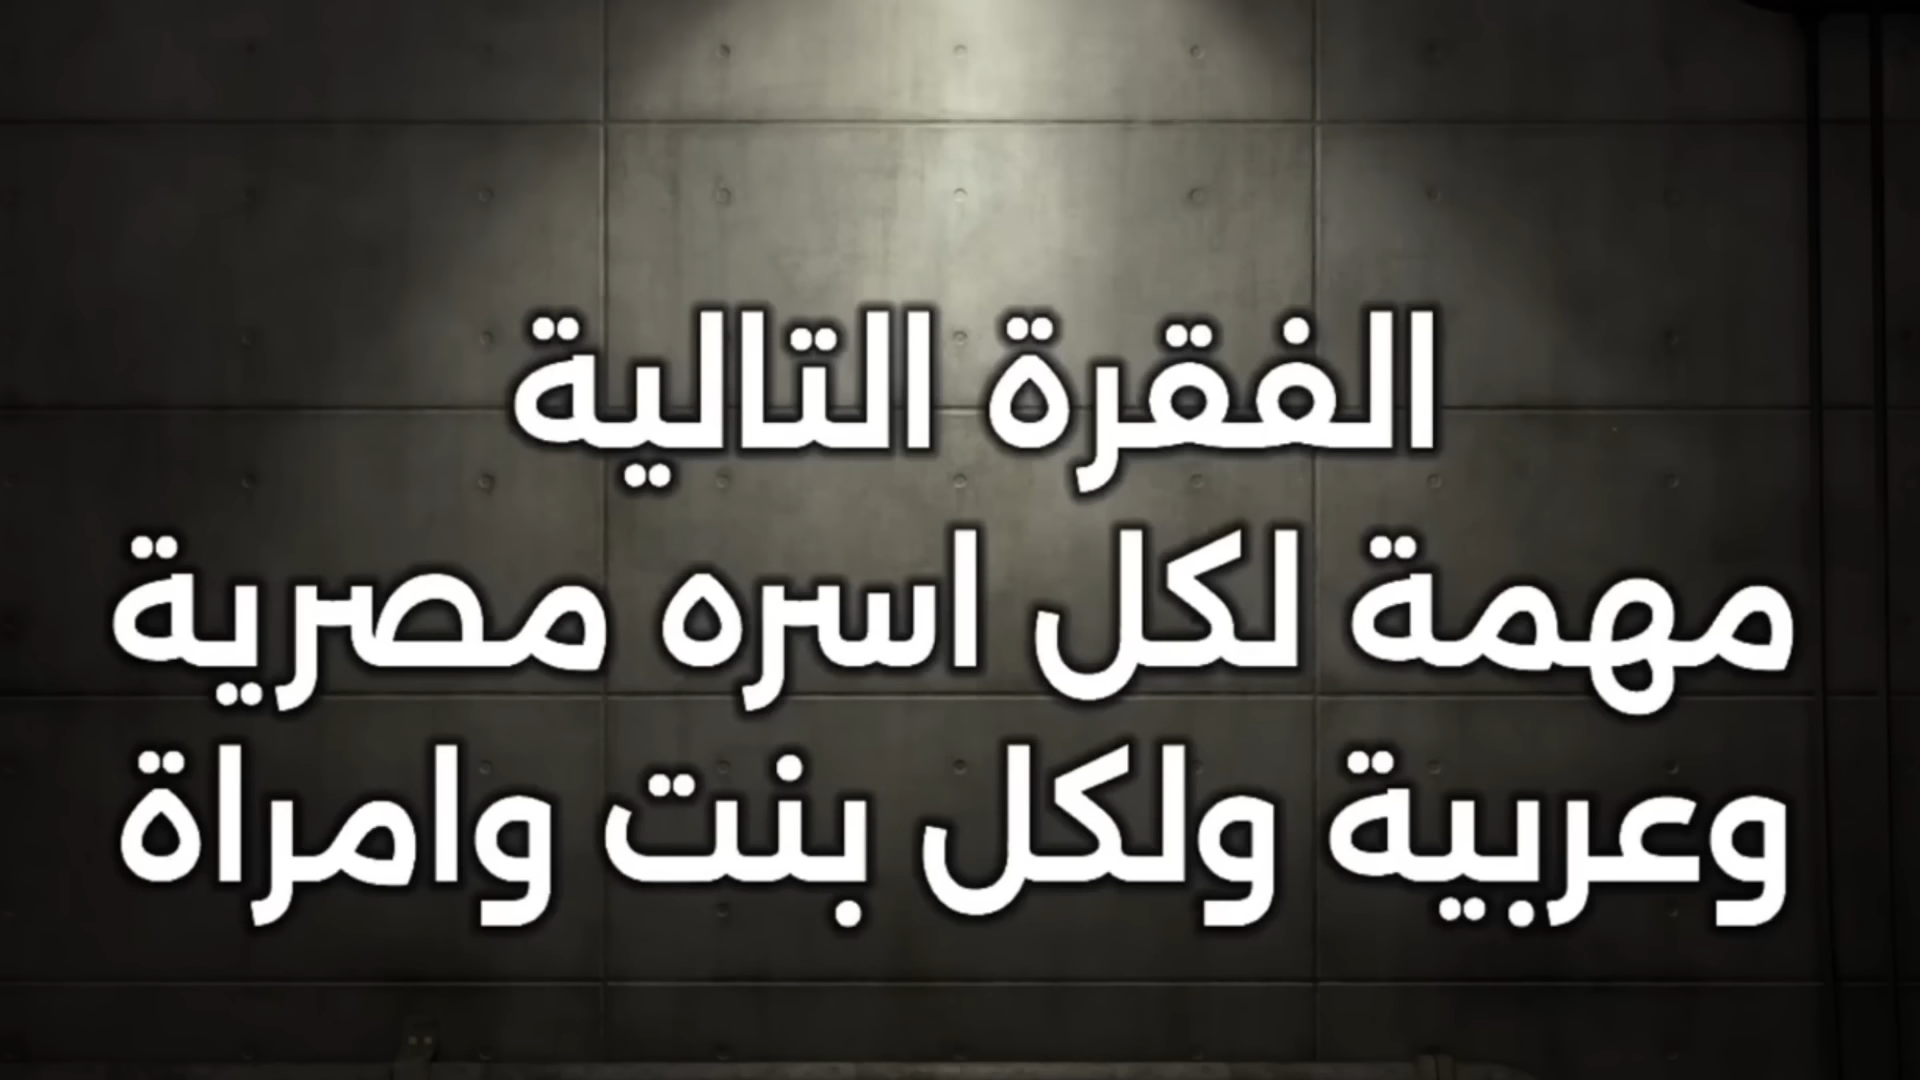 الفقرة التالية
مهمة لكل اسره مصرية
وعربية ولكل بنت وامراة